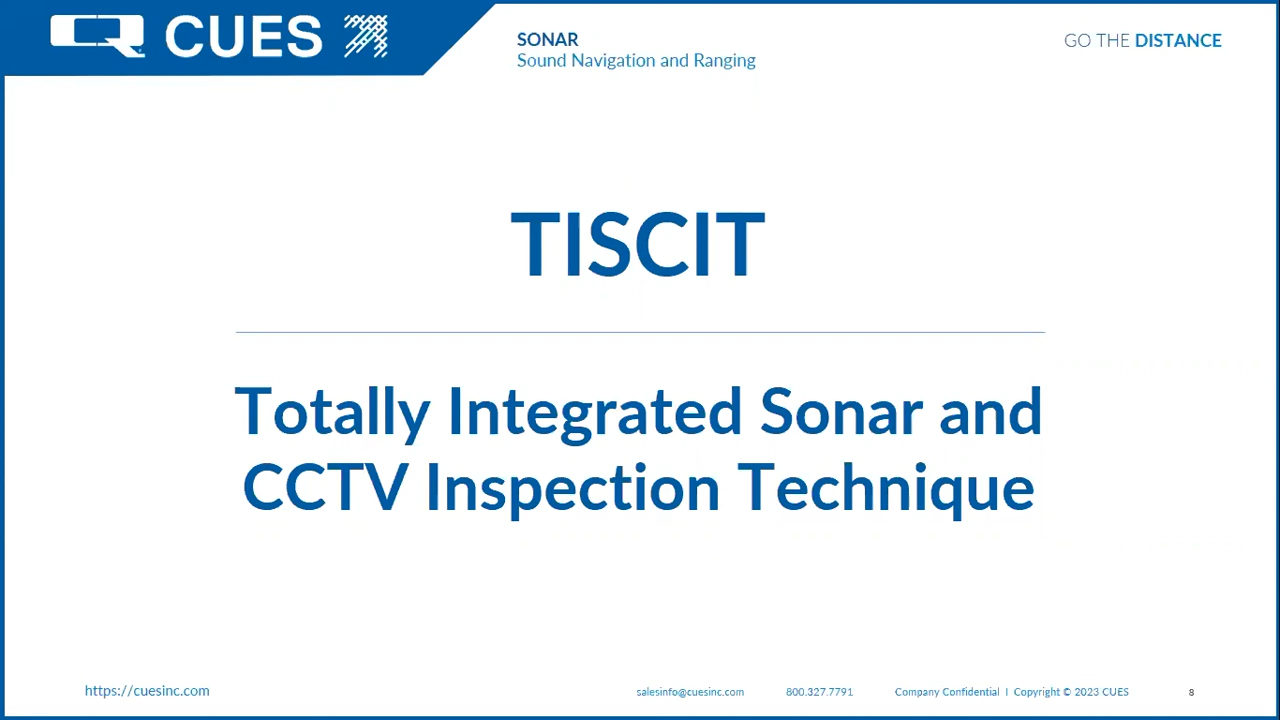 CUES
SONAR
Sound Navigation and Ranging
GO THE DISTANCE
TISCIT
Totally Integrated Sonar and
CCTV Inspection Technique
https://cuesinc.com
salesinfo@cuesinc.com
800.327.7791
Company Confidential I Copyright © 2023 CUES
8